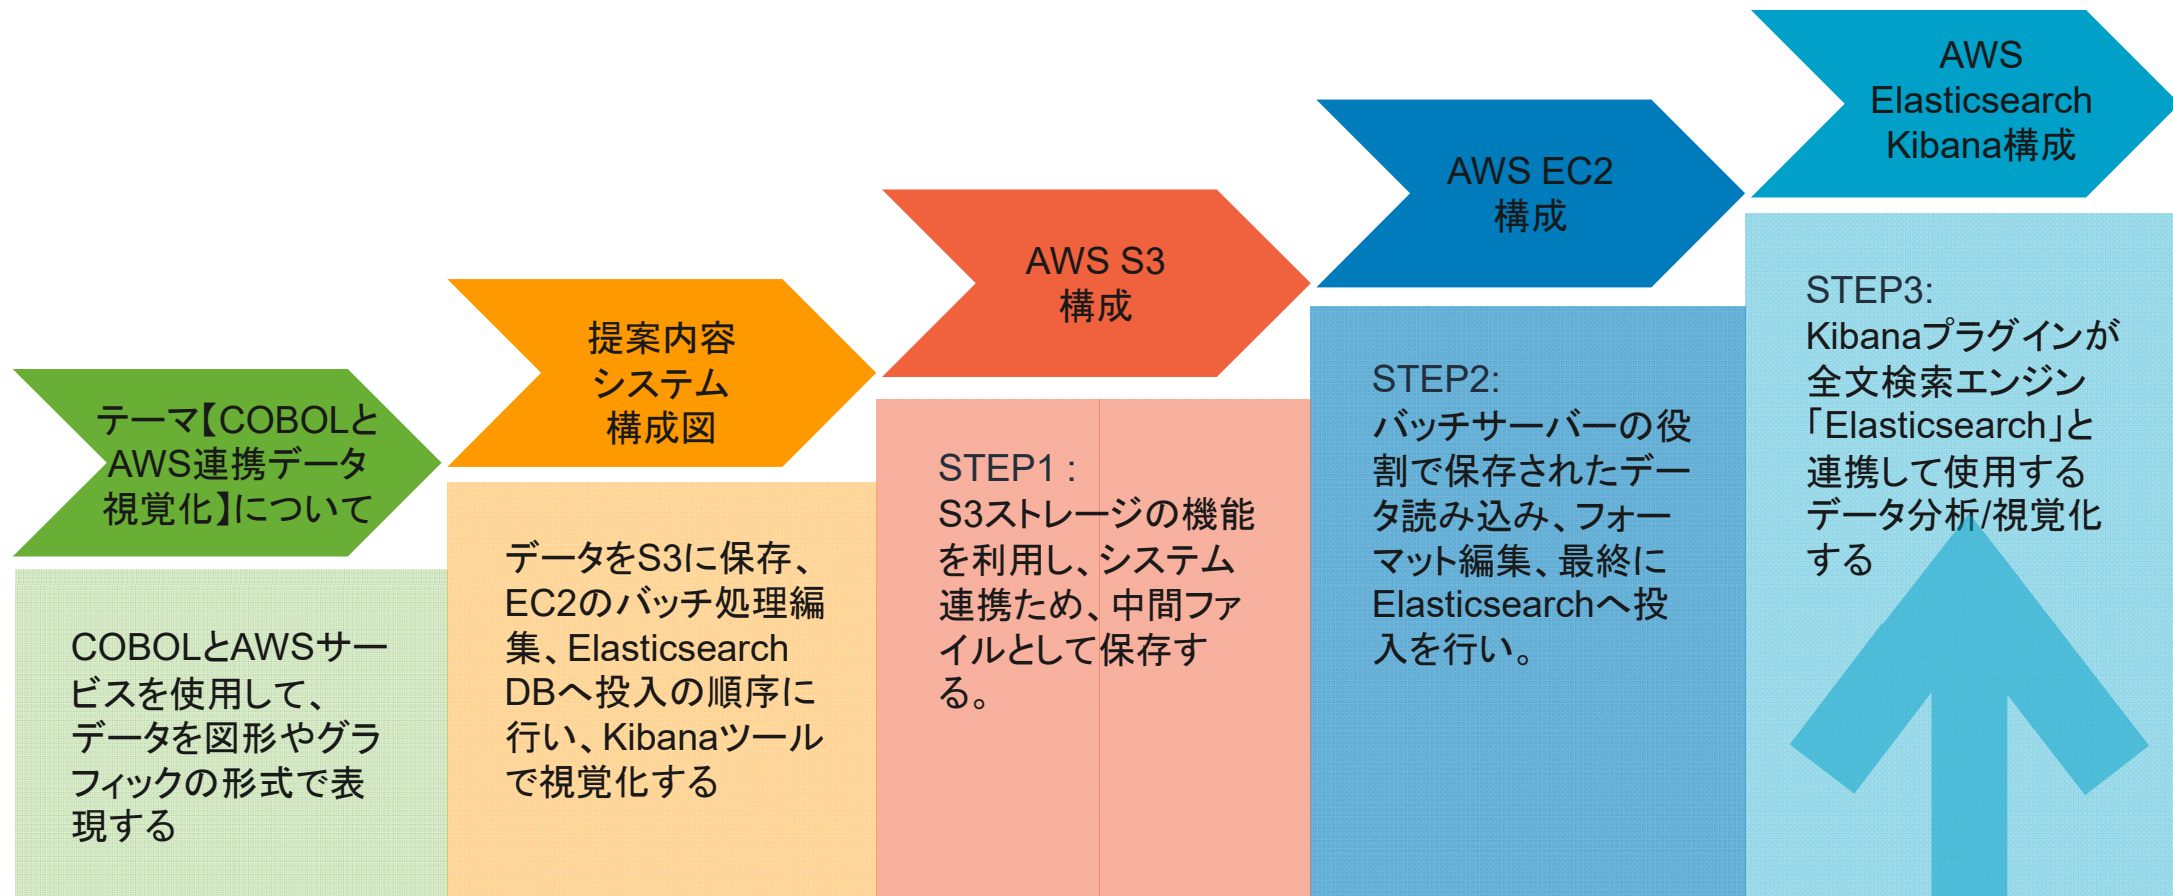 テーマ【COBOLと
AWS連携データ
視覚化】について
COBOLとAWSサー
ビスを使用して、
データを図形やグラ
フィックの形式で表
現する
提案内容
システム
構成図
データをS3に保存、
EC2のバッチ処理編
集、Elasticsearch
DBへ投入の順序に
行い、Kibanaツール
で視覚化する
AWS S3
構成
STEP1 :
S3ストレージの機能
を利用し、システム
連携ため、中間ファ
イルとして保存す
る。
AWS EC2
構成
STEP2:
バッチサーバーの役
割で保存されたデー
タ読み込み、フォー
マット編集、最終に
Elasticsearchへ投
入を行い。
AWS
Elasticsearch
Kibana構成
STEP3:
Kibanaプラグインが
全文検索エンジン
「Elasticsearch」と
連携して使用する
データ分析/視覚化
する